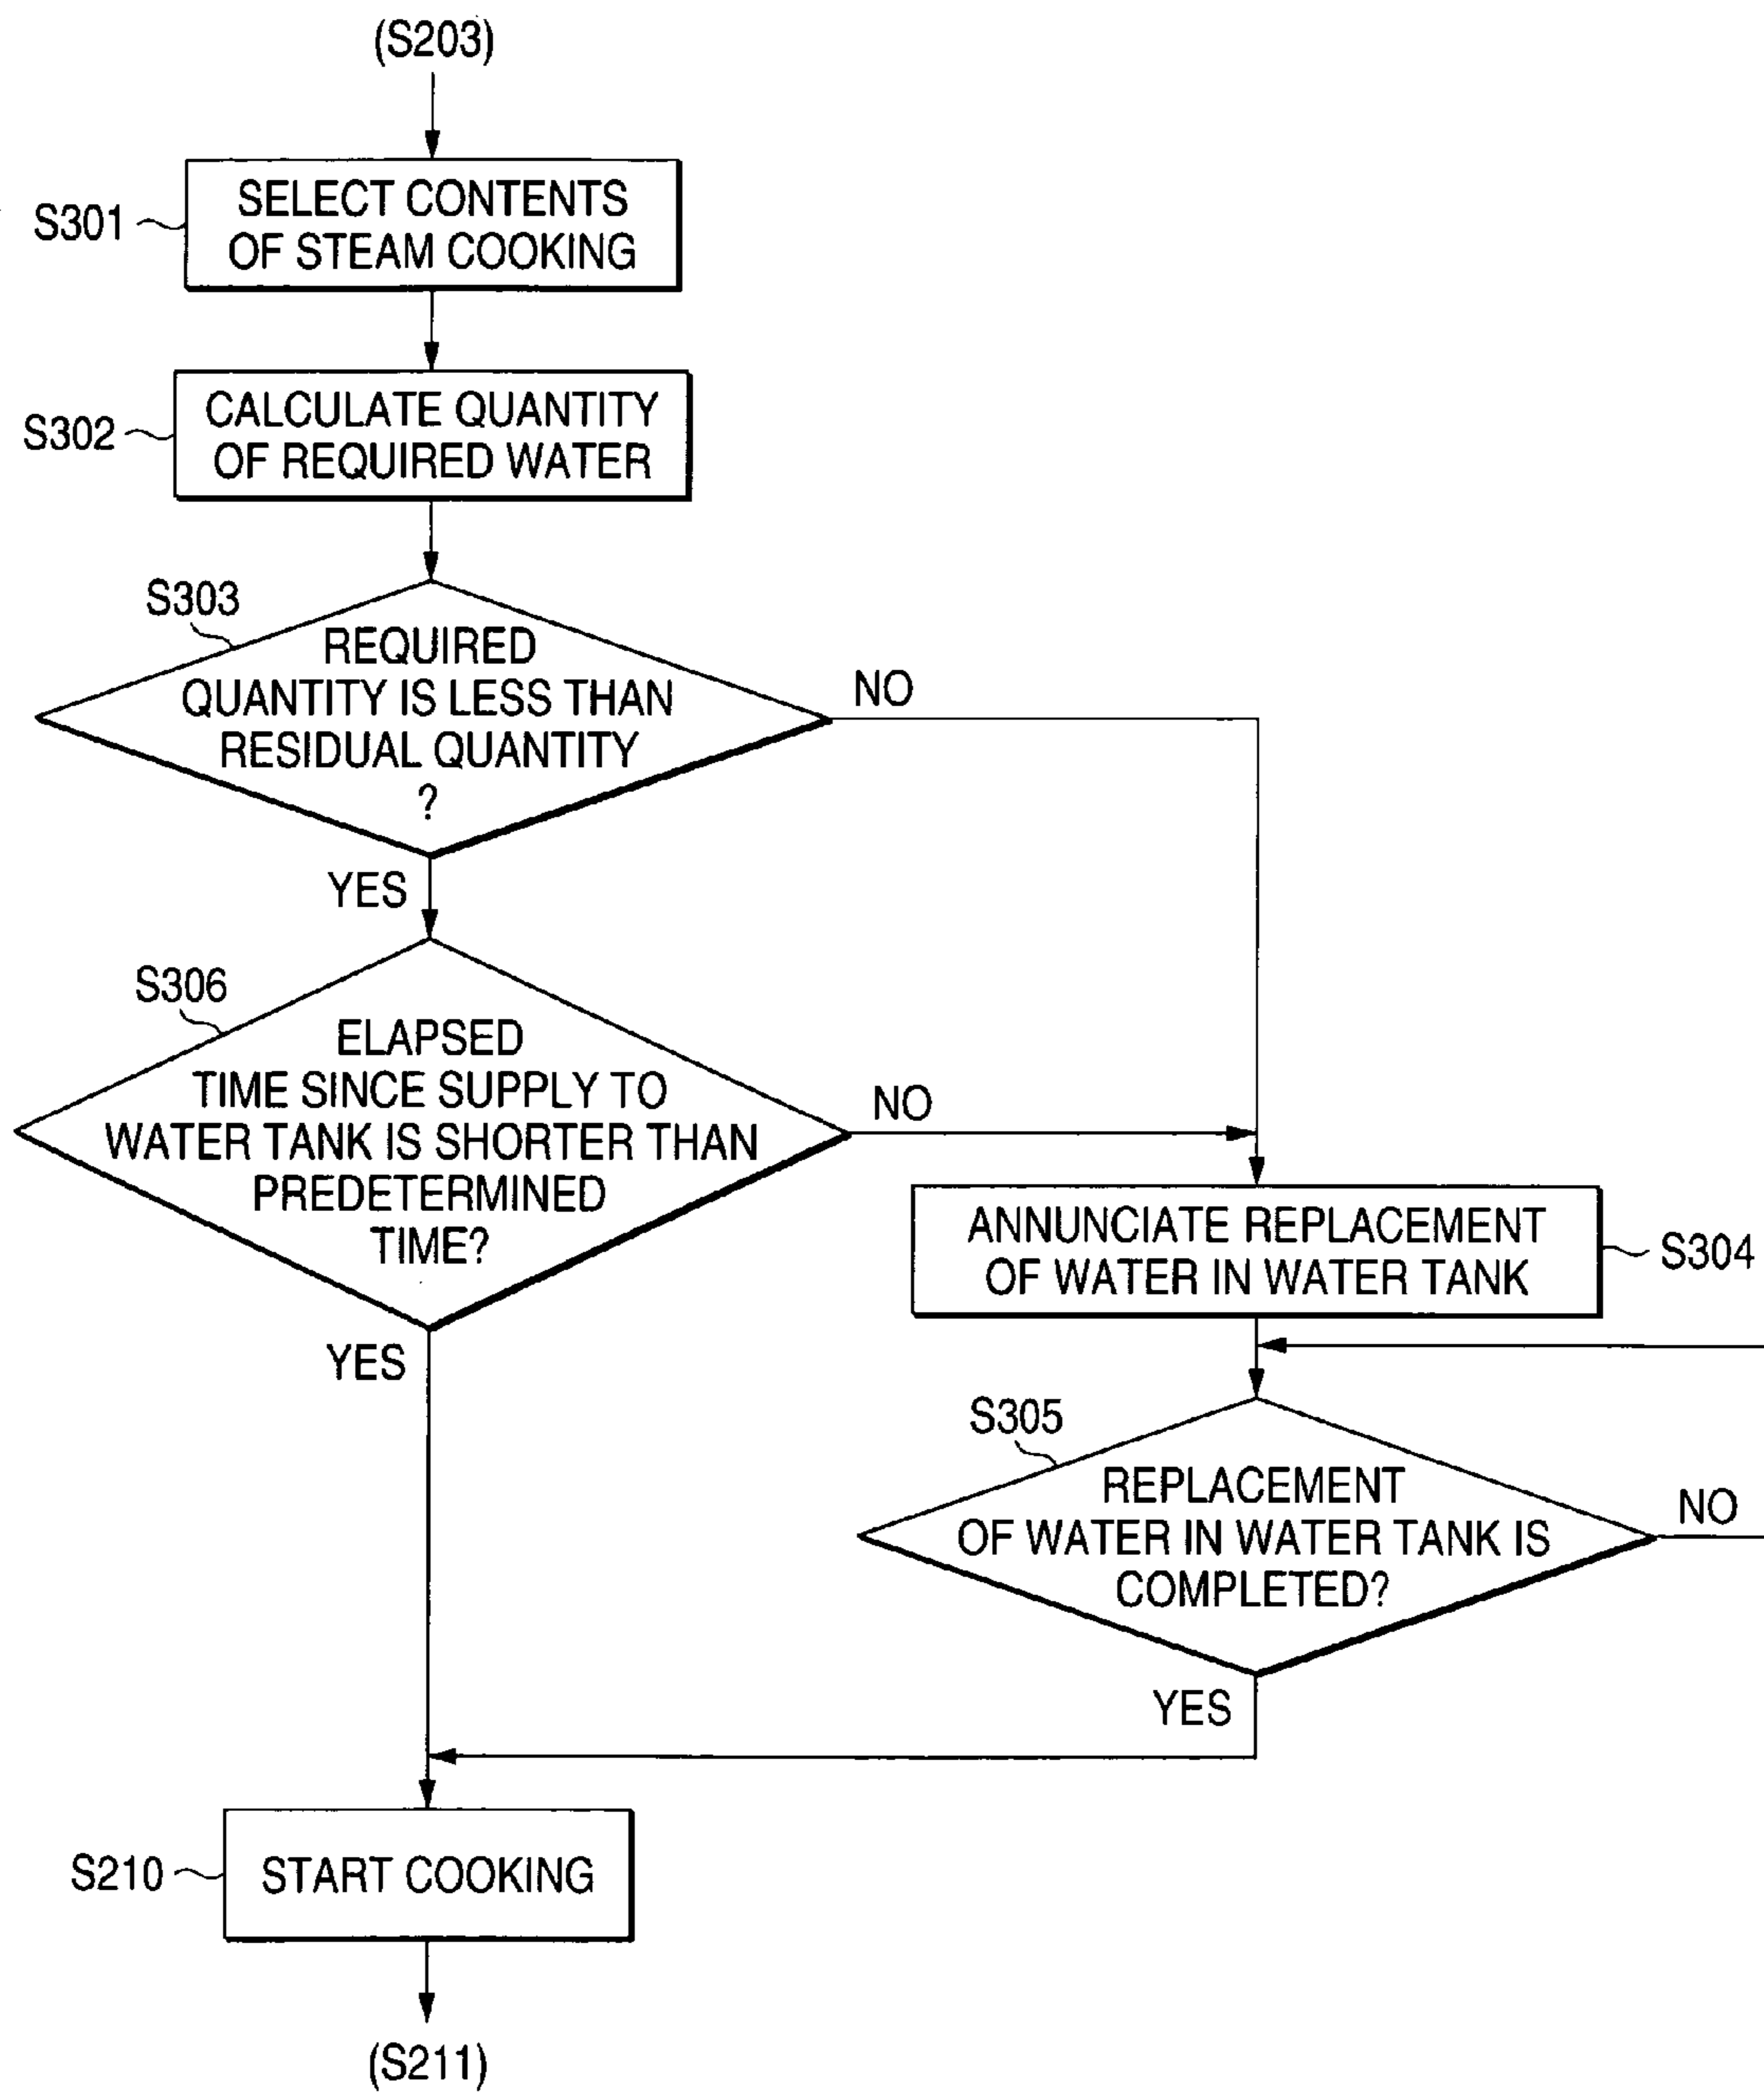 (S203)
S301
SELECT CONTENTS
OF STEAM COOKING
S302
CALCULATE QUANTITY
OF REQUIRED WATER
S303
REQUIRED
QUANTITY IS LESS THAN
RESIDUAL QUANTITY
?
NO
YES
S306
ELAPSED
TIME SINCE SUPPLY TO
WATER TANK IS SHORTER THAN
PREDETERMINED
TIME?
NO
YES
ANNUNCIATE REPLACEMENT
OF WATER IN WATER TANK
S304
S305
REPLACEMENT
OF WATER IN WATER TANK IS
COMPLETED?
NO
YES
S210
START COOKING
(S211)